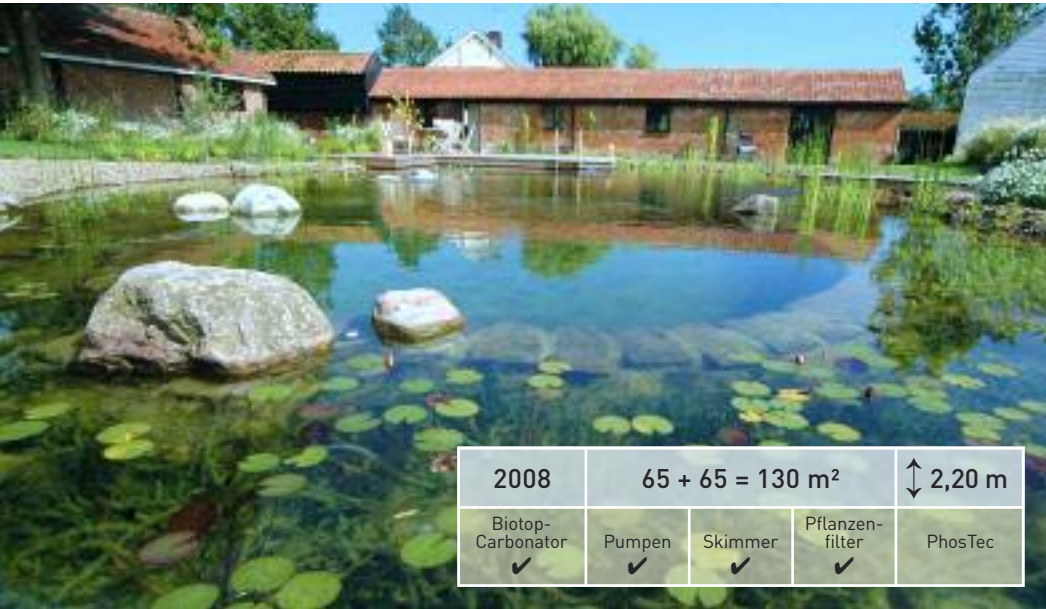 2008
65 + 65 = 130 m²
↕ 2,20 m
Biotop-
Carbonator
✔
Pumpen
✔
Skimmer
✔
Pflanzen-
filter
✔
PhosTec